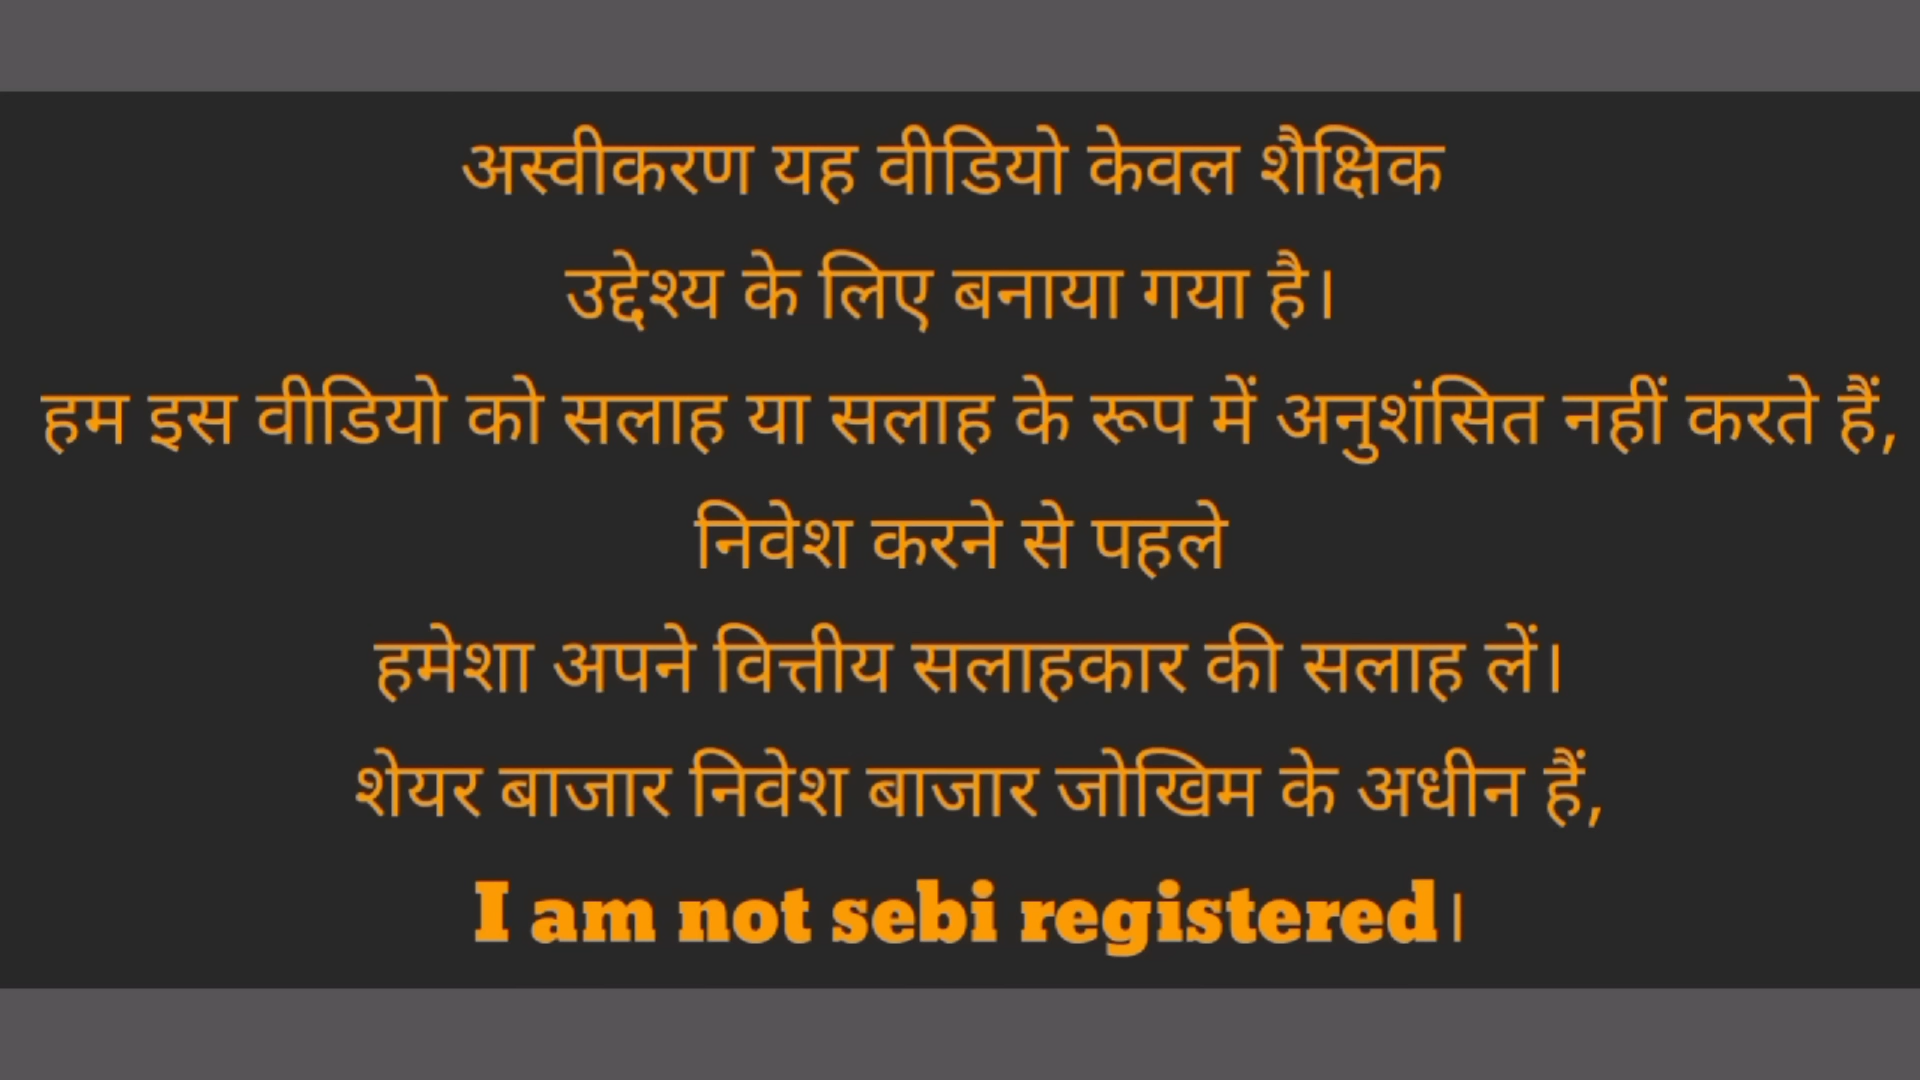 अस्वीकरण यह वीडियो केवल शैक्षिक
उद्देश्य के लिए बनाया गया है।
हम इस वीडियो को सलाह या सलाह के रूप में अनुशंसित नहीं करते हैं,
निवेश करने से पहले
हमेशा अपने वित्तीय सलाहकार की सलाह लें।
शेयर बाजार निवेश बाजार जोखिम के अधीन हैं,
I am not sebi registered।